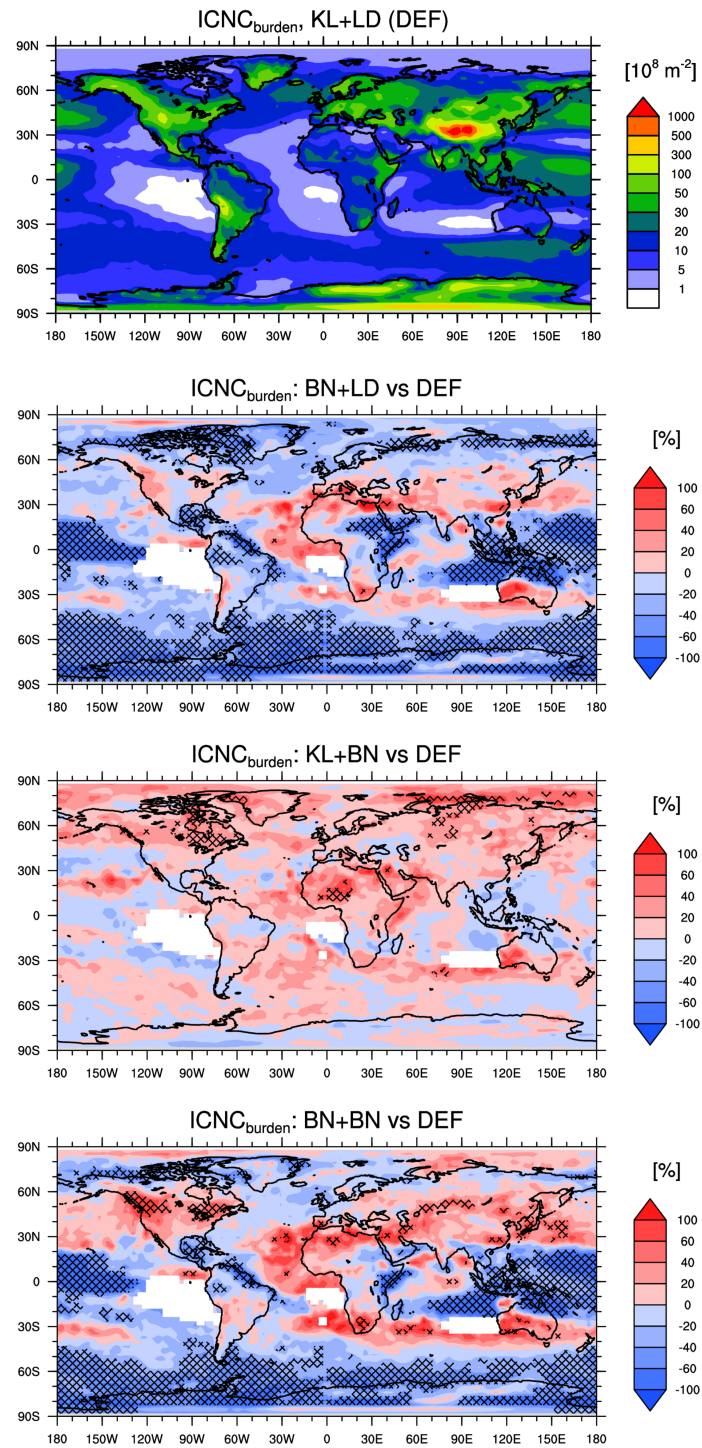 ICNCburden, KL+LD (DEF)
90N
60N
30N
0
30S
60S
90S
180 150W 120W 90W 60W 30W 0 30E 60E 90E 120E 150E 180
[10⁸ m⁻²]
1000
500
300
100
50
30
20
10
5
1
ICNCburden: BN+LD vs DEF
90N
60N
30N
0
30S
60S
90S
180 150W 120W 90W 60W 30W 0 30E 60E 90E 120E 150E 180
[%]
100
60
40
20
0
-20
-40
-60
-100
ICNCburden: KL+BN vs DEF
90N
60N
30N
0
30S
60S
90S
180 150W 120W 90W 60W 30W 0 30E 60E 90E 120E 150E 180
[%]
100
60
40
20
0
-20
-40
-60
-100
ICNCburden: BN+BN vs DEF
90N
60N
30N
0
30S
60S
90S
180 150W 120W 90W 60W 30W 0 30E 60E 90E 120E 150E 180
[%]
100
60
40
20
0
-20
-40
-60
-100